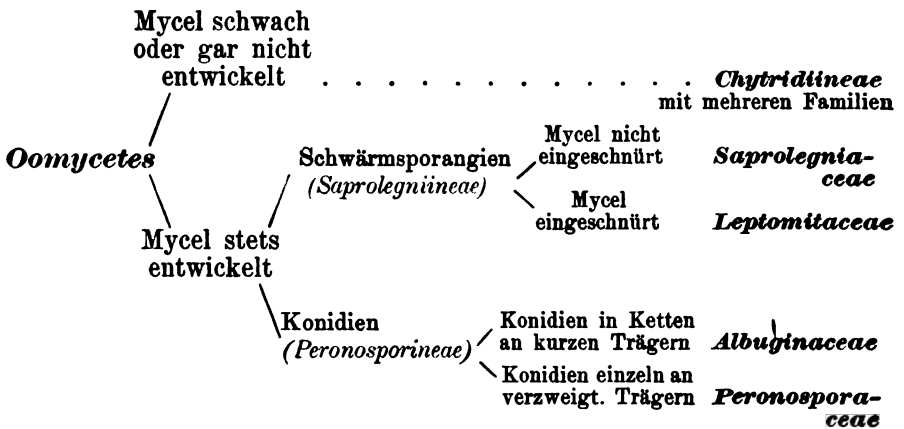 Mycel schwach
oder gar nicht
entwickelt . . . . . . . . . . . . Chytridiineae
mit mehreren Familien
Oomycetes
Schwärmsporangien
(Saprolegniineae)
Mycel nicht
eingeschnürt
Saprolegnia-
ceae
Mycel
eingeschnürt
Leptomitaceae
Mycel stets
entwickelt
Konidien
(Peronosporineae)
Konidien in Ketten
an kurzen Trägern
Albuginaceae
Konidien einzeln an
verzweigt. Trägern
Peronospora-
ceae